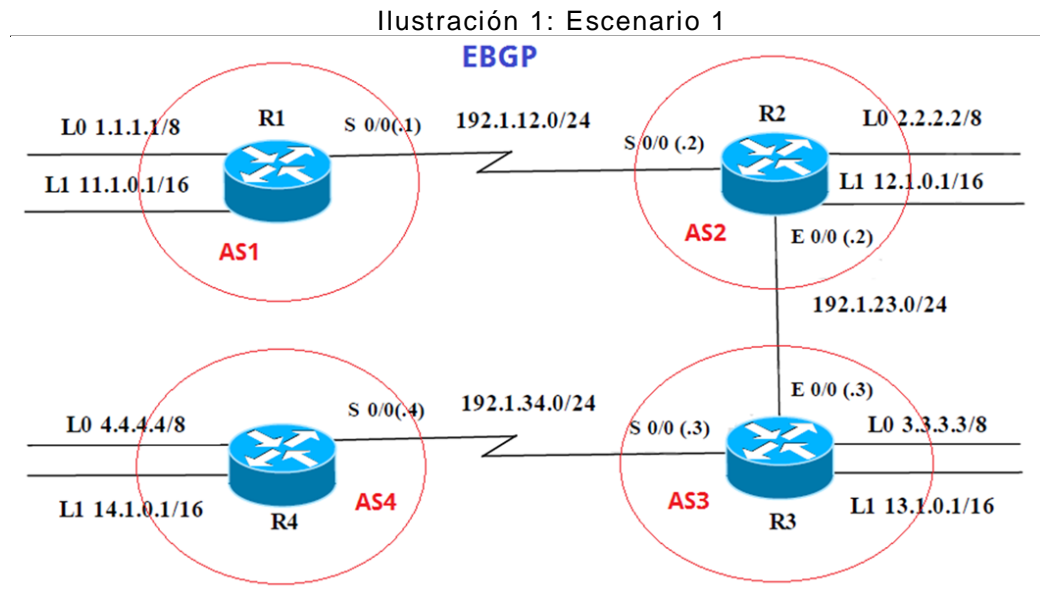 Ilustración 1: Escenario 1
EBGP
R1
L0 1.1.1.1/8
S 0/0(.1)
192.1.12.0/24
L1 11.1.0.1/16
AS1
R2
L0 2.2.2.2/8
S 0/0 (.2)
L1 12.1.0.1/16
AS2
E 0/0 (.2)
192.1.23.0/24
L0 4.4.4.4/8
S 0/0(.4)
192.1.34.0/24
L1 14.1.0.1/16
AS4
R4
E 0/0 (.3)
S 0/0 (.3)
L0 3.3.3.3/8
AS3
L1 13.1.0.1/16
R3